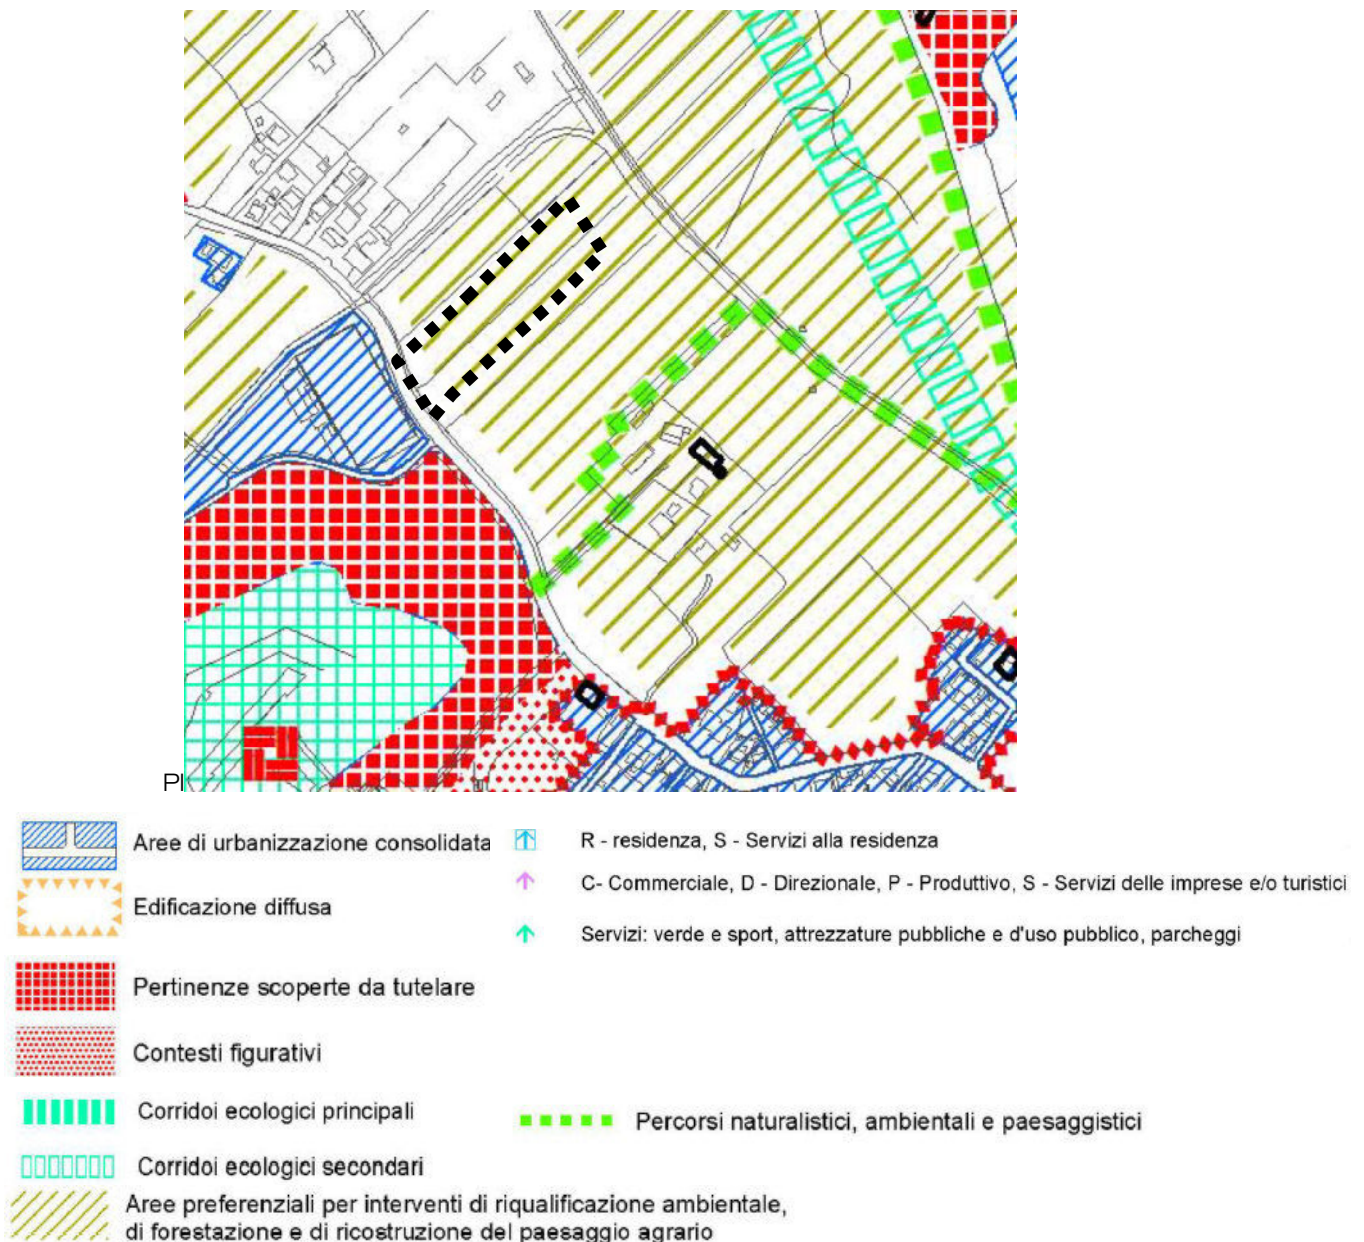 Pl
Aree di urbanizzazione consolidata
R - residenza, S - Servizi alla residenza
C- Commerciale, D - Direzionale, P - Produttivo, S - Servizi delle imprese e/o turistici
Edificazione diffusa
Servizi: verde e sport, attrezzature pubbliche e d'uso pubblico, parcheggi
Pertinenze scoperte da tutelare
Contesti figurativi
Corridoi ecologici principali
Percorsi naturalistici, ambientali e paesaggistici
Corridoi ecologici secondari
Aree preferenziali per interventi di riqualificazione ambientale,
di forestazione e di ricostruzione del paesaggio agrario